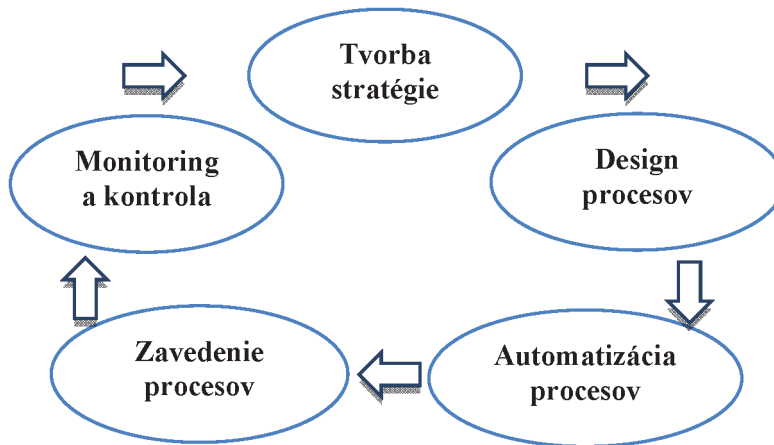 Tvorba
stratégie
Design
procesov
Automatizácia
procesov
Zavedenie
procesov
Monitoring
a kontrola